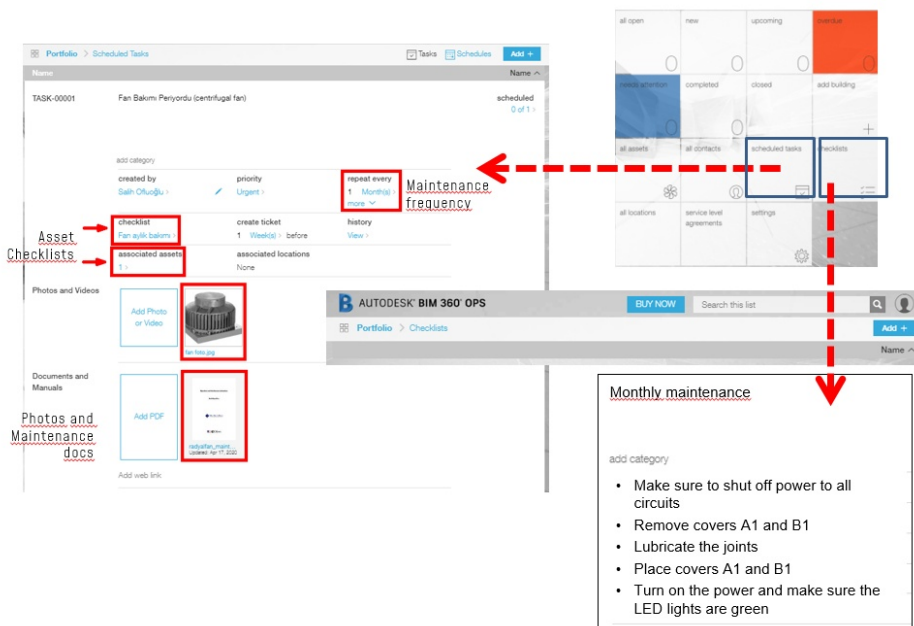 Portfolio > Scheduled Tasks
Tasks Schedules Add +
Name Name
TASK-00001 Fan Bakımı Periyordu (centrifugal fan) scheduled
0 of 1 >
add category
created by priority repeat every
Salih Ofluoğlu > Urgent > 1 Month(s) >
more
checklist create ticket history
Fan aylik bakımı > 1 Week(s) > before View >
associated assets associated locations
1 > None
Photos and Videos
Add Photo
or Video
fan foto.jpg
Documents and
Manuals
Add PDF
radyalfan_maint...
Updated: Apr 17, 2020
Add web link
Maintenance
frequency
Asset
Checklists
Photos and
Maintenance
docs
all open new upcoming overdue
0 0 0 0
needs attention completed closed add building
0 0 +
all assets all contacts scheduled tasks checklists
all locations service level settings
agreements
AUTODESK® BIM 360® OPS
BUY NOW Search this list
Portfolio > Checklists
Add +
Name
Monthly maintenance
add category
• Make sure to shut off power to all
circuits
• Remove covers A1 and B1
• Lubricate the joints
• Place covers A1 and B1
• Turn on the power and make sure the
LED lights are green